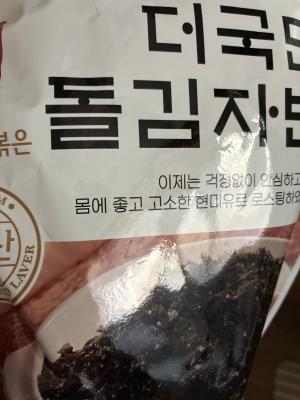 더국민
돌김자반
볶은
이제는 걱정없이 안심하고
몸에 좋고 고소한 현미유로 로스팅하여
산
LAVER